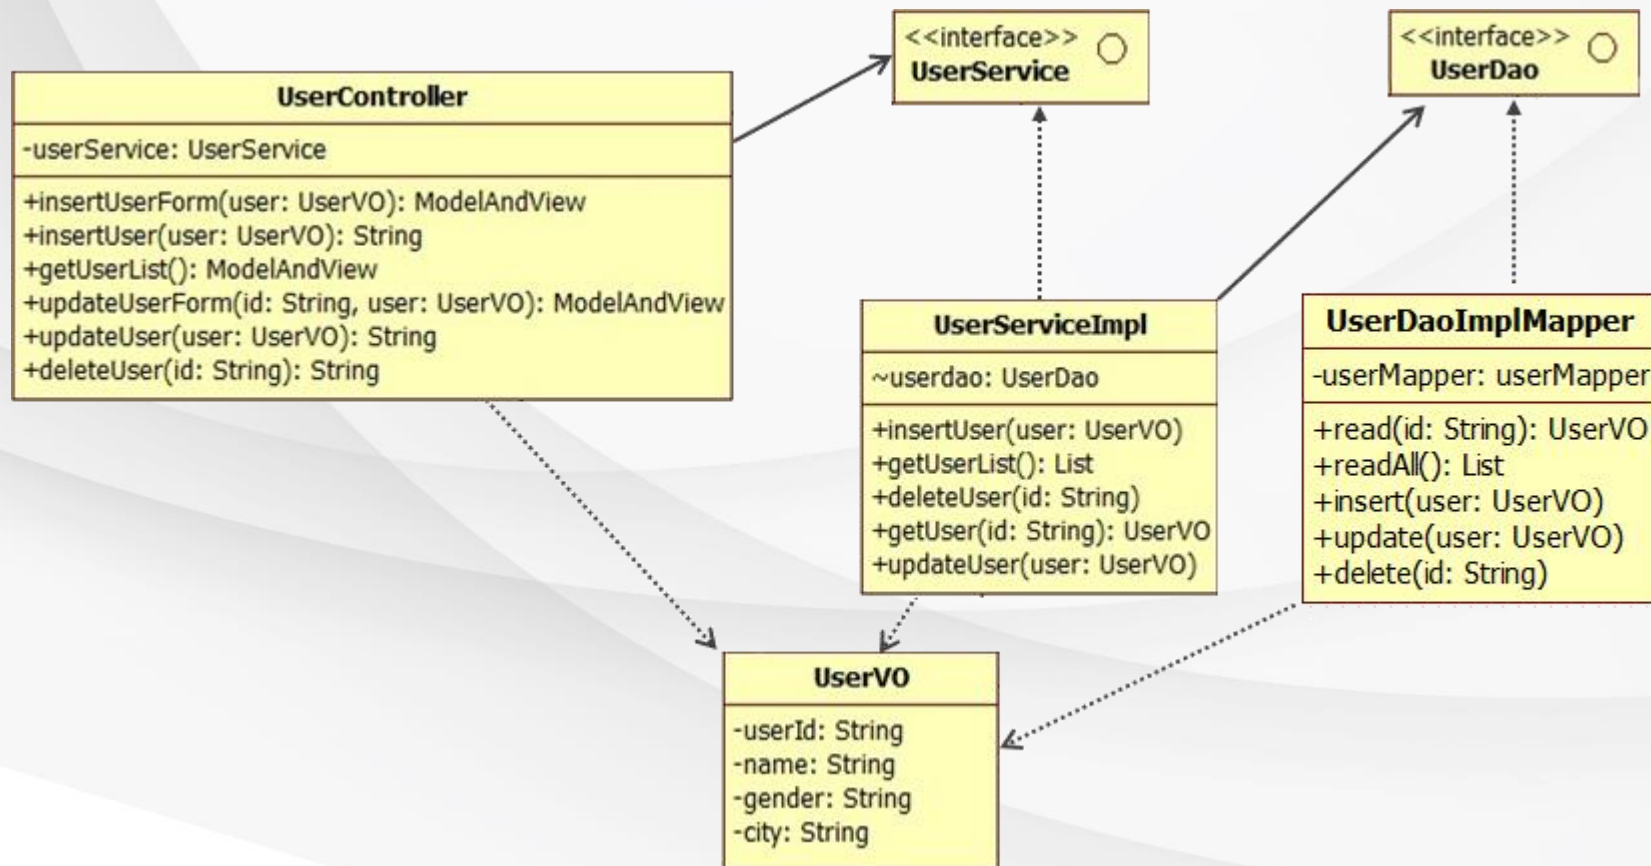 <<interface>>
UserService
<<interface>>
UserDao
UserController
-userService: UserService
+insertUserForm(user: UserVO): ModelAndView
+insertUser(user: UserVO): String
+getUserList(): ModelAndView
+updateUserForm(id: String, user: UserVO): ModelAndView
+updateUser(user: UserVO): String
+deleteUser(id: String): String
UserServiceImpl
~userdao: UserDao
+insertUser(user: UserVO)
+getUserList(): List
+deleteUser(id: String)
+getUser(id: String): UserVO
+updateUser(user: UserVO)
UserDaoImplMapper
-userMapper: userMapper
+read(id: String): UserVO
+readAll(): List
+insert(user: UserVO)
+update(user: UserVO)
+delete(id: String)
UserVO
-userId: String
-name: String
-gender: String
-city: String